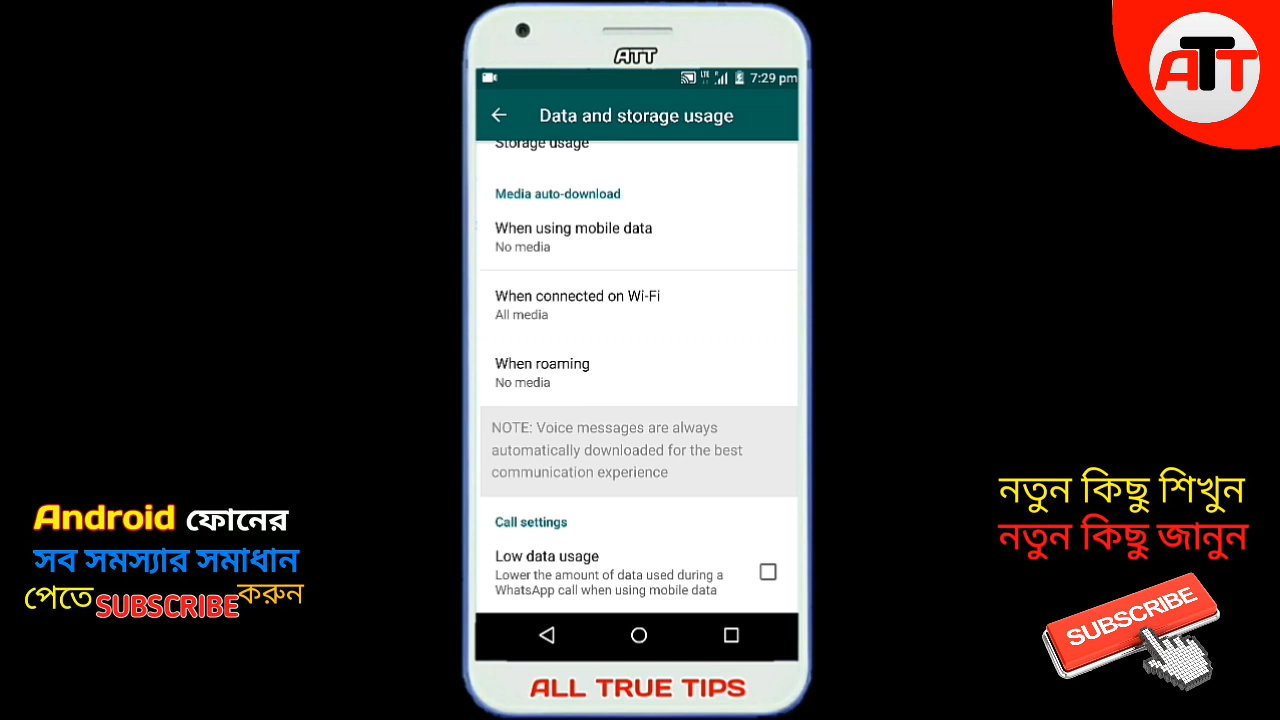 ATT
7:29 pm
ATT
Data and storage usage
Storage usage
Media auto-download
When using mobile data
No media
When connected on Wi-Fi
All media
When roaming
No media
NOTE: Voice messages are always
automatically downloaded for the best
communication experience
Call settings
Low data usage
Lower the amount of data used during a
WhatsApp call when using mobile data
Android ফোনের
সব সমস্যার সমাধান
পেতে SUBSCRIBE করুন
নতুন কিছু শিখুন
নতুন কিছু জানুন
SUBSCRIBE
ALL TRUE TIPS